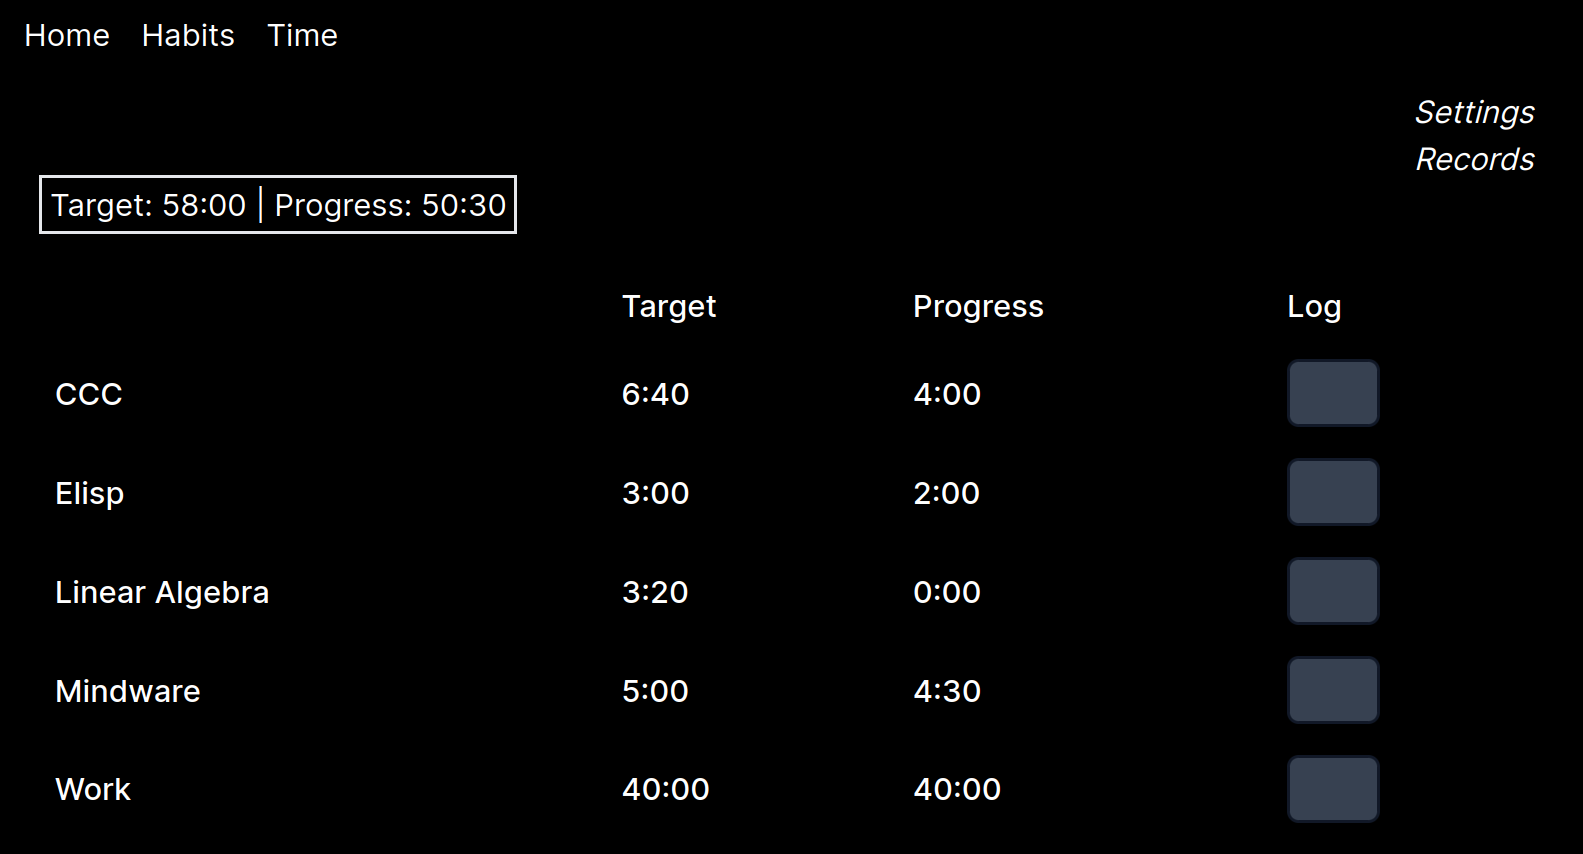 Home Habits Time
Settings
Records
Target: 58:00 | Progress: 50:30
Target Progress Log
CCC 6:40 4:00
Elisp 3:00 2:00
Linear Algebra 3:20 0:00
Mindware 5:00 4:30
Work 40:00 40:00